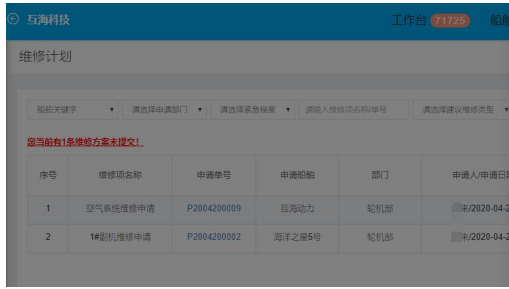 互海科技 工作台 71725 船舶
维修计划
船舶关键字 请选择申请部门 请选择紧急程度 请输入维修项名称/单号 请选择建议维修类型
您当前有1条维修方案未提交!
序号 维修项名称 申请单号 申请船舶 部门 申请人/申请日期
1 空气系统维修申请 P2004200009 互海动力 轮机部 /2020-04-2
2 1#副机维修申请 P2004200002 海洋之星5号 轮机部 /2020-04-2